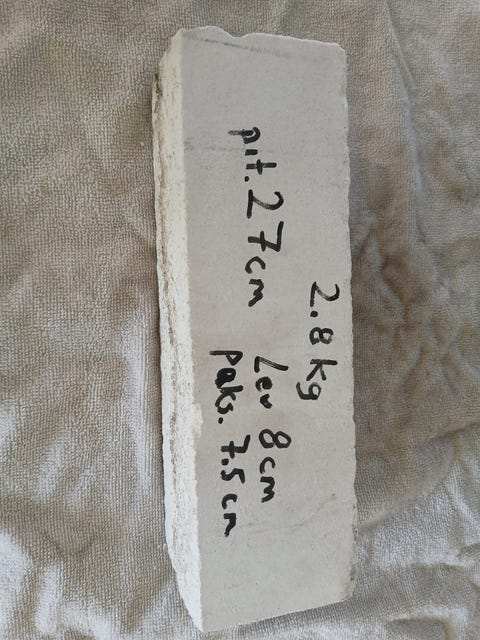 2.8 kg
pit. 27cm Lev 8cm
paks. 7.5 cm